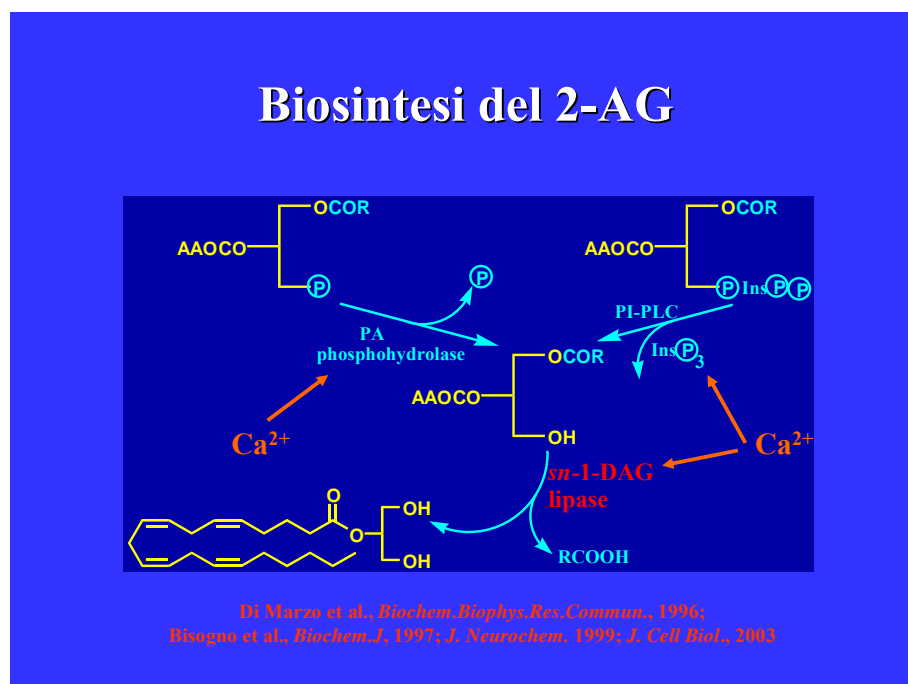 Biosintesi del 2-AG
OCOR
AAOCO
P
P
PA
phosphohydrolase
Ca2+
OCOR
AAOCO
P Ins P P
PI-PLC
Ins P 3
OCOR
AAOCO
OH
Ca2+
sn-1-DAG
lipase
O
O
OH
OH
RCOOH
Di Marzo et al., Biochem.Biophys.Res.Commun., 1996;
Bisogno et al., Biochem.J, 1997; J. Neurochem. 1999; J. Cell Biol., 2003